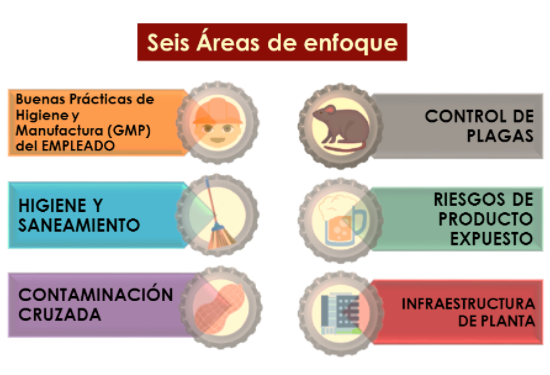 Seis Áreas de enfoque
Buenas Prácticas de
Higiene y
Manufactura (GMP)
del EMPLEADO
HIGIENE Y
SANEAMIENTO
CONTAMINACIÓN
CRUZADA
CONTROL DE
PLAGAS
RIESGOS DE
PRODUCTO
EXPUESTO
INFRAESTRUCTURA
DE PLANTA